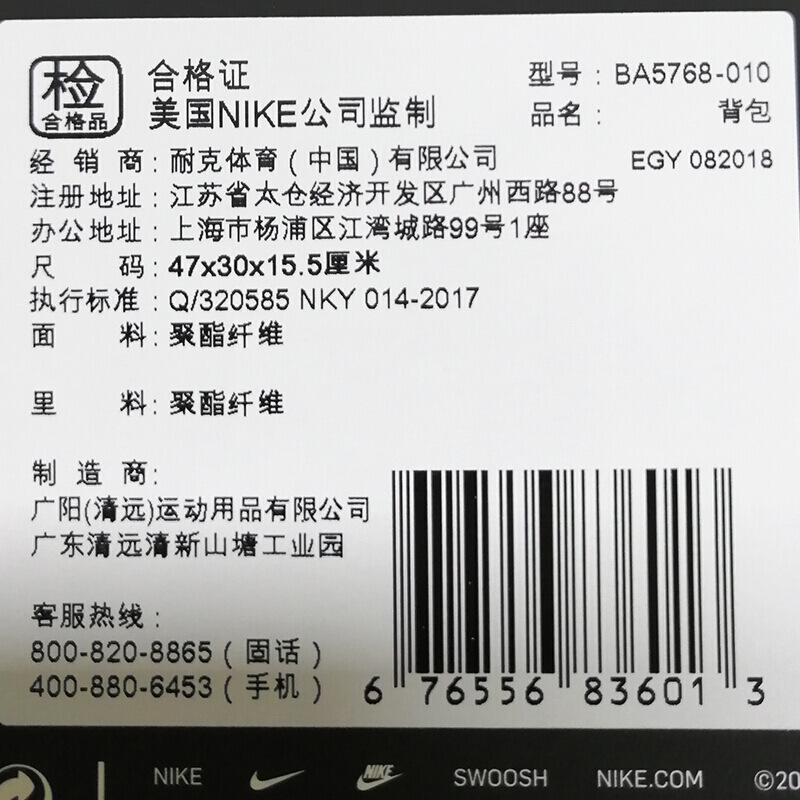 检
合格品
合格证
美国NIKE公司监制
型号：BA5768-010
品名：背包
经销商：耐克体育（中国）有限公司
EGY 082018
注册地址：江苏省太仓经济开发区广州西路88号
办公地址：上海市杨浦区江湾城路99号1座
尺码：47x30x15.5厘米
执行标准：Q/320585 NKY 014-2017
面料：聚酯纤维
里料：聚酯纤维
制造商：
广阳(清远)运动用品有限公司
广东清远清新山塘工业园
客服热线：
800-820-8865（固话）
400-880-6453（手机）
6 76556 83601 3
NIKE NIKE SWOOSH NIKE.COM ©20